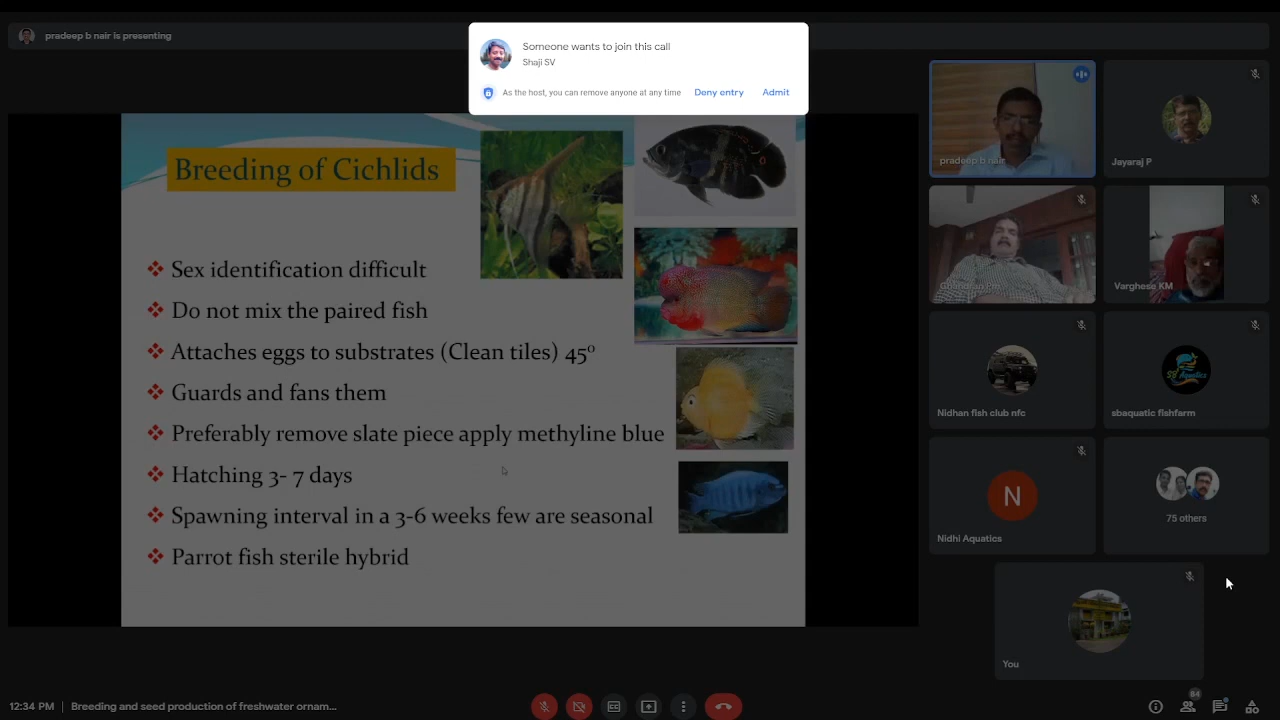 pradeep b nair is presenting
Someone wants to join this call
Shaji SV
As the host, you can remove anyone at any time
Deny entry
Admit
Breeding of Cichlids
Sex identification difficult
Do not mix the paired fish
Attaches eggs to substrates (Clean tiles) 45º
Guards and fans them
Preferably remove slate piece apply methyline blue
Hatching 3- 7 days
Spawning interval in a 3-6 weeks few are seasonal
Parrot fish sterile hybrid
pradeep b nair
Jayaraj P
Varghese KM
Nidhan fish club nfc
sbaquatic fishfarm
N
Nidhi Aquatics
75 others
You
12:34 PM | Breeding and seed production of freshwater ornam...
84